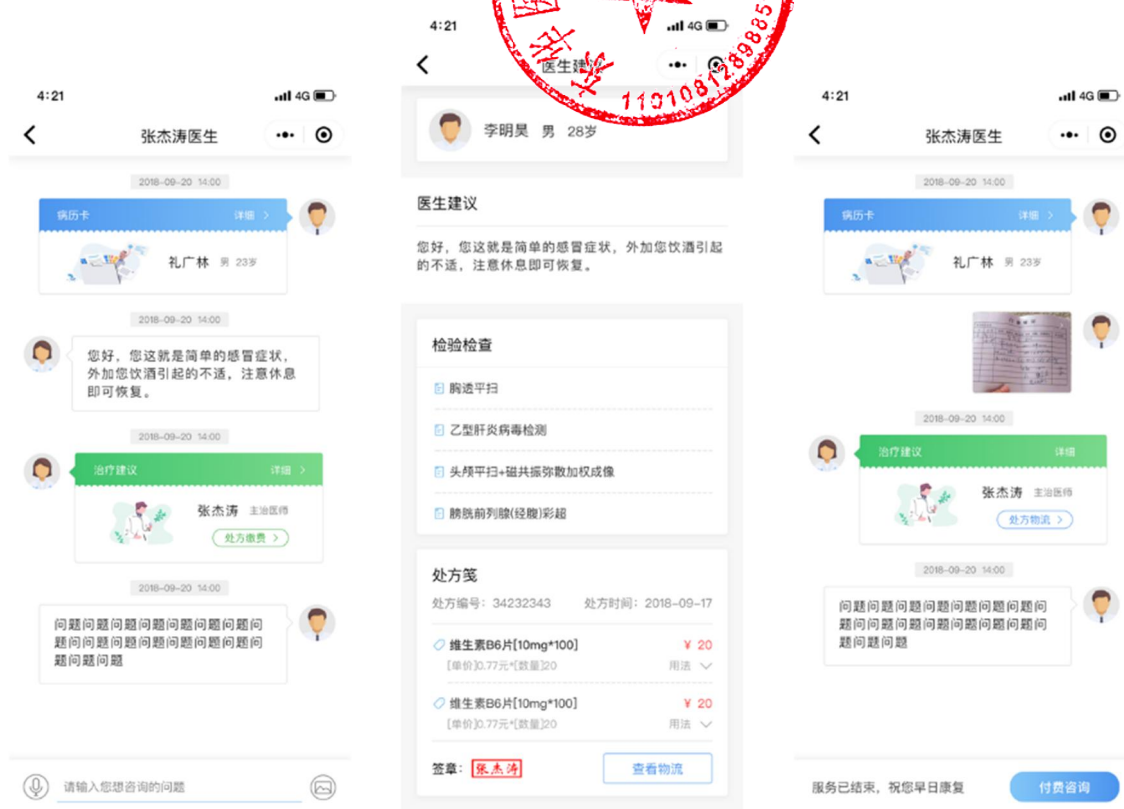 4:21
4G
张杰涛医生
2018-09-20 14:00
病历卡 详细 >
礼广林 男 23岁
2018-09-20 14:00
您好，您这就是简单的感冒症状，
外加您饮酒引起的不适，注意休息
即可恢复。
2018-09-20 14:00
治疗建议 详细 >
张杰涛 主治医师
处方缴费 >
2018-09-20 14:00
问题问题问题问题问题问题问题问
题问题问题问题问题问题问题问问
题问题问题
请输入您想咨询的问题
4:21
4G
医生建
李明昊 男 28岁
医生建议
您好，您这就是简单的感冒症状，外加您饮酒引起
的不适，注意休息即可恢复。
检验检查
胸透平扫
乙型肝炎病毒检测
头颅平扫+磁共振弥散加权成像
膀胱前列腺(经腹)彩超
处方笺
处方编号：34232343 处方时间：2018-09-17
维生素B6片[10mg*100] ¥ 20
[单价]0.77元*[数量]20 用法
维生素B6片[10mg*100] ¥ 20
[单价]0.77元*[数量]20 用法
签章：张杰涛 查看物流
4:21
4G
张杰涛医生
2018-09-20 14:00
病历卡 详细 >
礼广林 男 23岁
2018-09-20 14:00
治疗建议 详细
张杰涛 主治医师
处方物流 >
2018-09-20 14:00
问题问题问题问题问题问题问题问
题问问题问题问题问题问题问题问
题问题问题
服务已结束，祝您早日康复 付费咨询